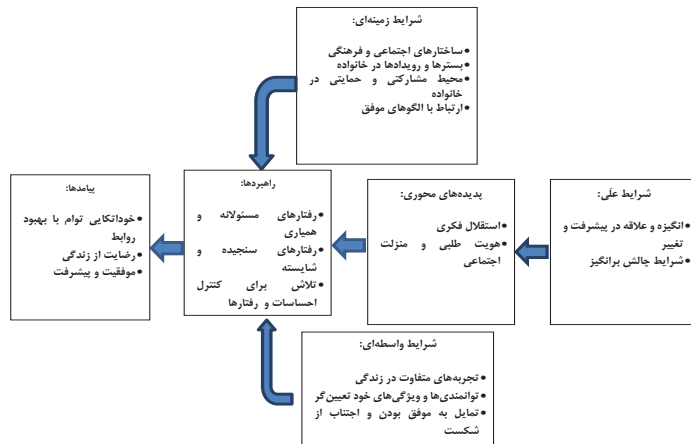 شرایط زمینه‌ای:
●ساختارهای اجتماعی و فرهنگی
●بسترها و رویدادها در خانواده
●محیط مشارکتی و حمایتی در
خانواده
●ارتباط با الگوهای موفق
شرایط علّی:
●انگیزه و علاقه در پیشرفت و
تغییر
●شرایط چالش برانگیز
پدیده‌های محوری:
●استقلال فکری
●هویت طلبی و منزلت
اجتماعی
راهبردها:
●رفتارهای مسئولانه و
همیاری
●رفتارهای سنجیده و
شایسته
●تلاش برای کنترل
احساسات و رفتارها
پیامدها:
●خوداتکایی توام با بهبود
روابط
●رضایت از زندگی
●موفقیت و پیشرفت
شرایط واسطه‌ای:
●تجربه‌های متفاوت در زندگی
●توانمندی‌ها و ویژگی‌های خود تعیین‌گر
●تمایل به موفق بودن و اجتناب از
شکست